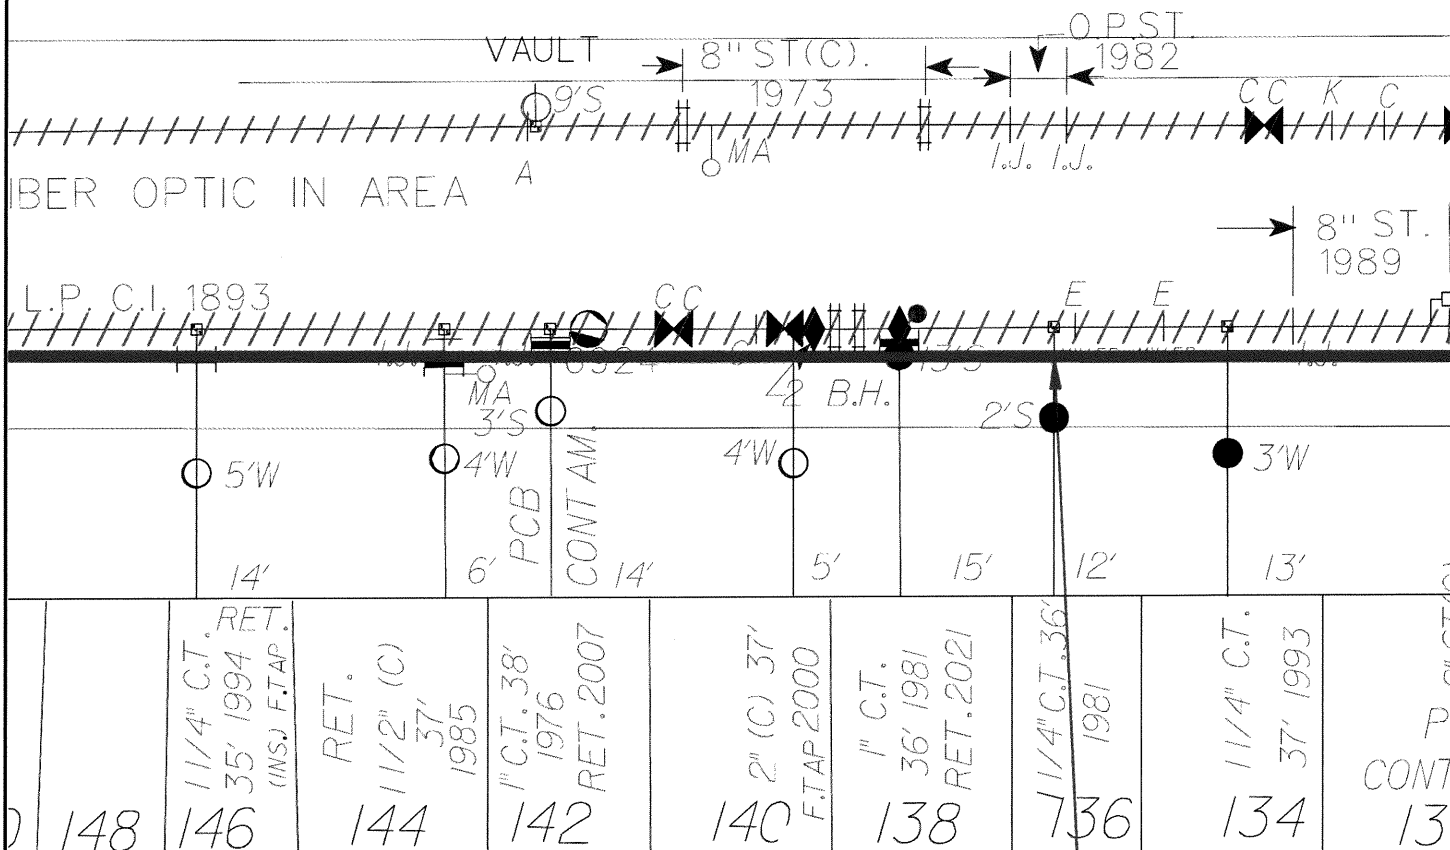 VAULT
8" ST(C).
1973
O.P.ST.
1982
9'S
C C K C
MA
I.J. I.J.
A
IBER OPTIC IN AREA
8" ST.
1989
L.P. C.I. 1893
C C
E E
MA
3'S
2 B.H.
2'S
5'W
4'W
4'W
3'W
PCB
CONTAM.
14'
6'
14'
5'
15'
12'
13'
1 1/4" C.T.
35' 1994
RET.
(INS.) F.TAP
RET.
1 1/2" (C)
37'
1985
1" C.T. 38'
1976
RET. 2007
2" (C) 37'
F.TAP 2000
1" C.T.
36' 1981
RET. 2021
1 1/4" C.T. 36'
1981
1 1/4" C.T.
37' 1993
P
CONT
148
146
144
142
140
138
136
134
13